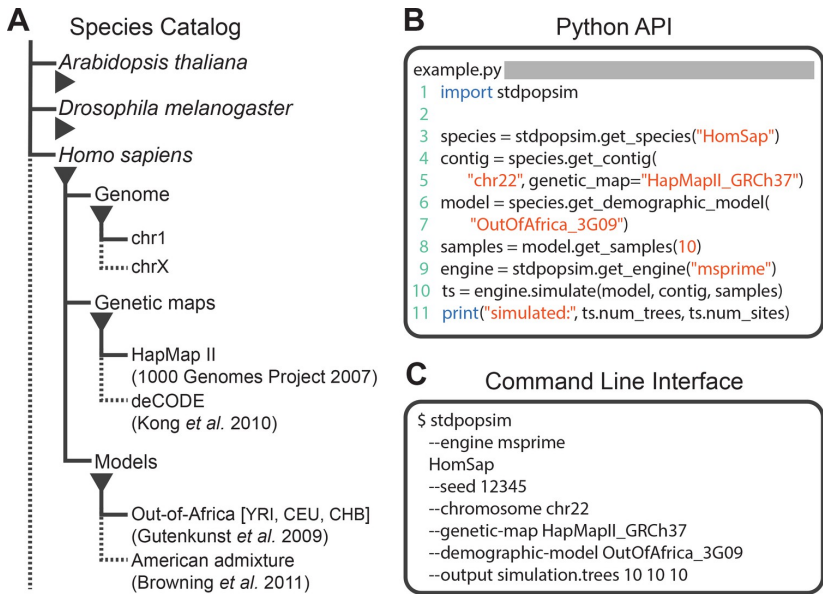 A
Species Catalog
Arabidopsis thaliana
Drosophila melanogaster
Homo sapiens
Genome
chr1
chrX
Genetic maps
HapMap II
(1000 Genomes Project 2007)
deCODE
(Kong et al. 2010)
Models
Out-of-Africa [YRI, CEU, CHB]
(Gutenkunst et al. 2009)
American admixture
(Browning et al. 2011)
B
Python API
example.py
1 import stdpopsim
2
3 species = stdpopsim.get_species("HomSap")
4 contig = species.get_contig(
5 "chr22", genetic_map="HapMapII_GRCh37")
6 model = species.get_demographic_model(
7 "OutOfAfrica_3G09")
8 samples = model.get_samples(10)
9 engine = stdpopsim.get_engine("msprime")
10 ts = engine.simulate(model, contig, samples)
11 print("simulated:", ts.num_trees, ts.num_sites)
C
Command Line Interface
$ stdpopsim
--engine msprime
HomSap
--seed 12345
--chromosome chr22
--genetic-map HapMapII_GRCh37
--demographic-model OutOfAfrica_3G09
--output simulation.trees 10 10 10